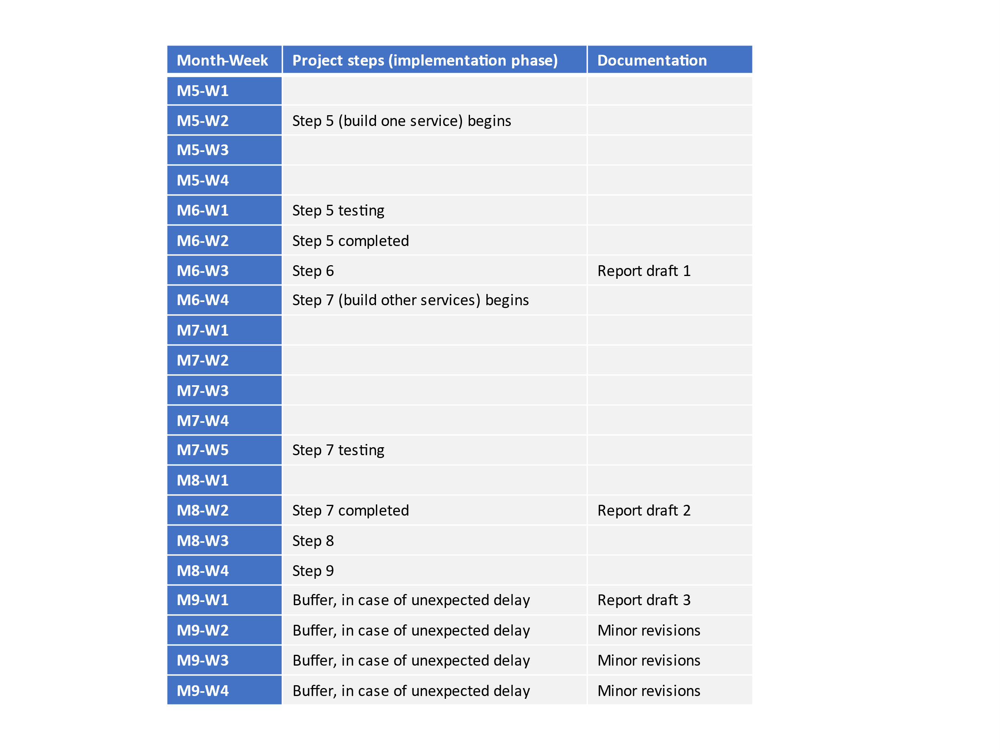 Month-Week Project steps (implementation phase) Documentation
M5-W1
M5-W2 Step 5 (build one service) begins
M5-W3
M5-W4
M6-W1 Step 5 testing
M6-W2 Step 5 completed
M6-W3 Step 6 Report draft 1
M6-W4 Step 7 (build other services) begins
M7-W1
M7-W2
M7-W3
M7-W4
M7-W5 Step 7 testing
M8-W1
M8-W2 Step 7 completed Report draft 2
M8-W3 Step 8
M8-W4 Step 9
M9-W1 Buffer, in case of unexpected delay Report draft 3
M9-W2 Buffer, in case of unexpected delay Minor revisions
M9-W3 Buffer, in case of unexpected delay Minor revisions
M9-W4 Buffer, in case of unexpected delay Minor revisions